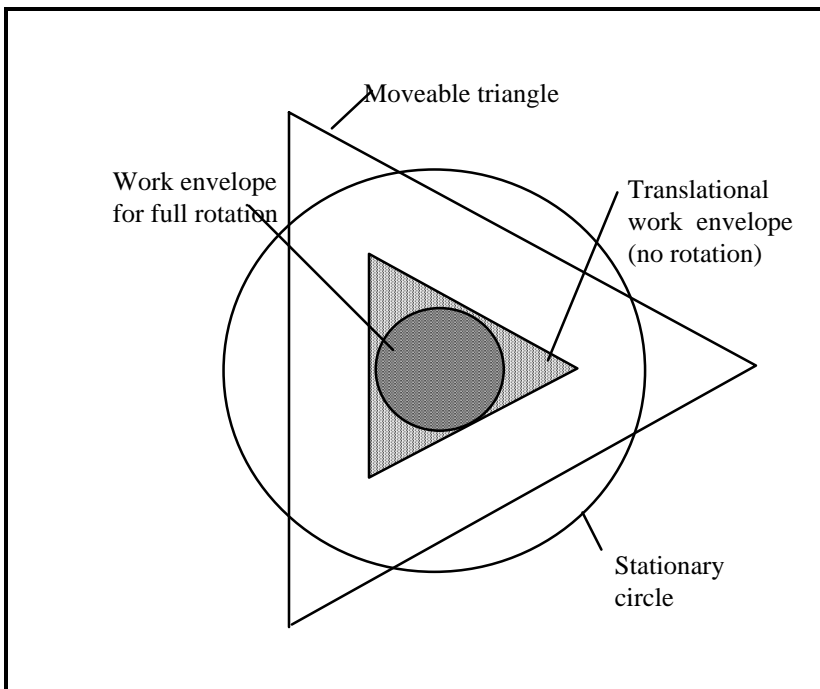 Moveable triangle
Work envelope
for full rotation
Translational
work envelope
(no rotation)
Stationary
circle